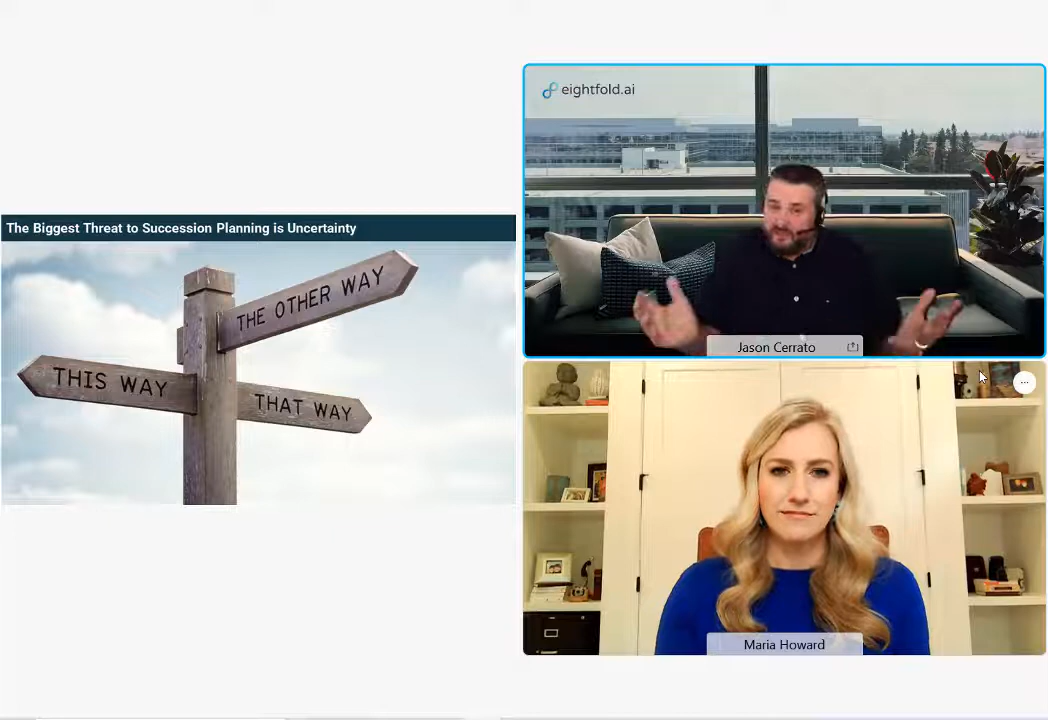 The Biggest Threat to Succession Planning is Uncertainty
THE OTHER WAY
THIS WAY
THAT WAY
eightfold.ai
Jason Cerrato
Maria Howard